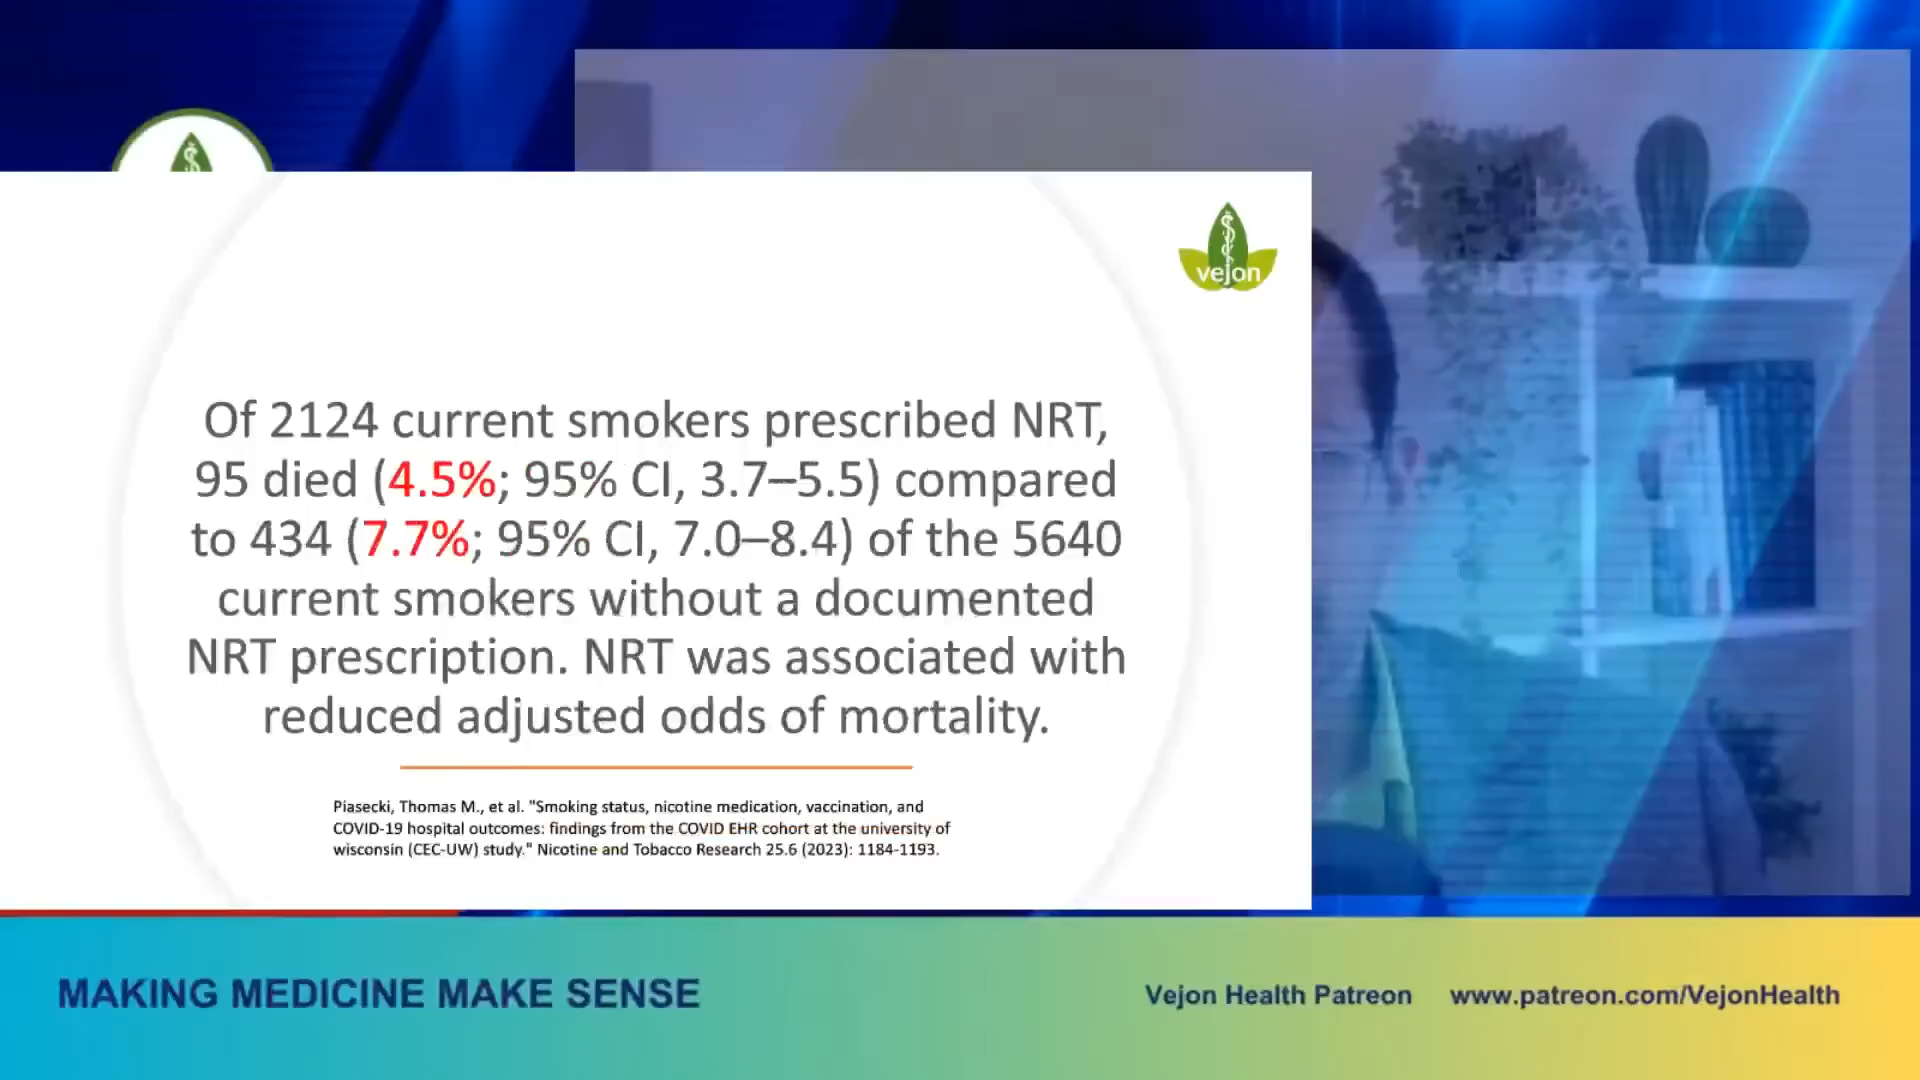 vejon
Of 2124 current smokers prescribed NRT,
95 died (4.5%; 95% CI, 3.7–5.5) compared
to 434 (7.7%; 95% CI, 7.0–8.4) of the 5640
current smokers without a documented
NRT prescription. NRT was associated with
reduced adjusted odds of mortality.
Piasecki, Thomas M., et al. "Smoking status, nicotine medication, vaccination, and
COVID-19 hospital outcomes: findings from the COVID EHR cohort at the university of
wisconsin (CEC-UW) study." Nicotine and Tobacco Research 25.6 (2023): 1184-1193.
MAKING MEDICINE MAKE SENSE
Vejon Health Patreon www.patreon.com/VejonHealth